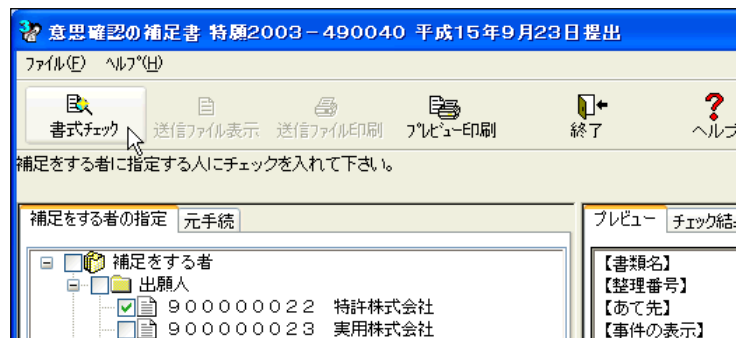 意思確認の補足書 特願2003－490040 平成15年9月23日提出
ファイル(F) ヘルプ(H)
書式チェック 送信ファイル表示 送信ファイル印刷 プレビュー印刷 終了 ヘルプ
補足をする者に指定する人にチェックを入れて下さい。
補足をする者の指定 元手続 プレビュー チェック結
補足をする者
出願人
９０００００００２２ 特許株式会社
９０００００００２３ 実用株式会社
【書類名】
【整理番号】
【あて先】
【事件の表示】